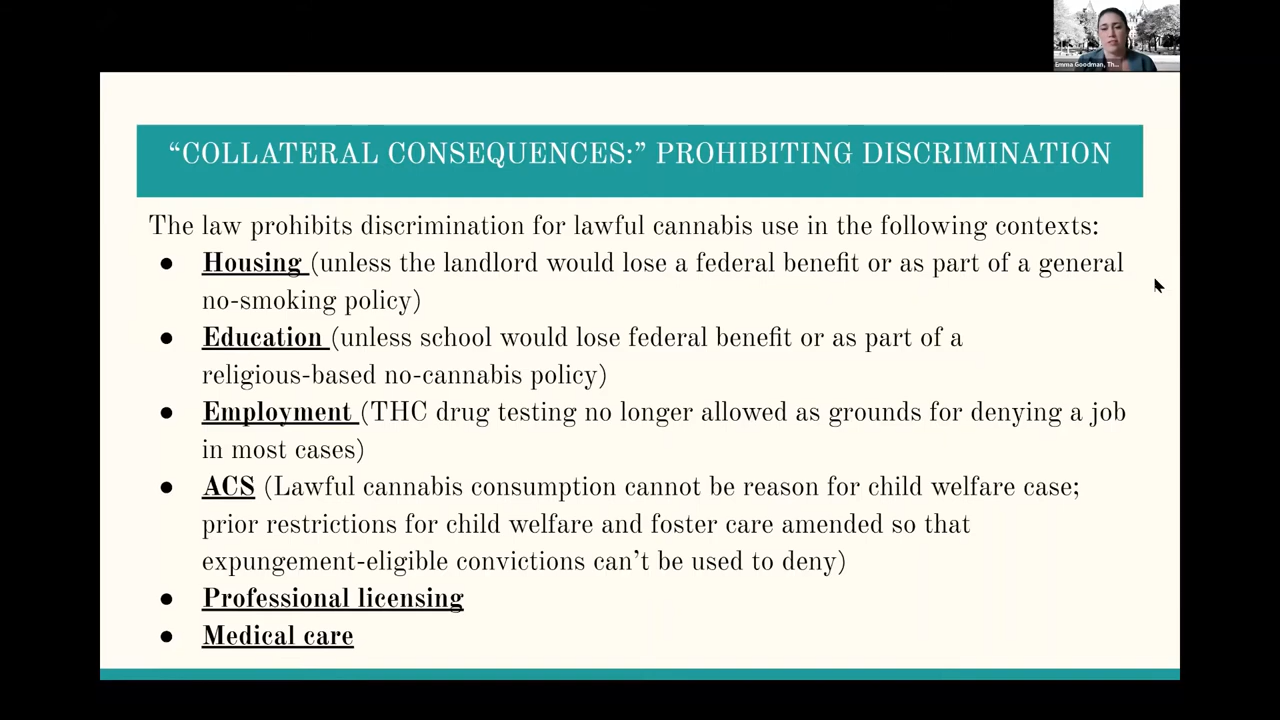 Emma Goodman, Th...
“COLLATERAL CONSEQUENCES:” PROHIBITING DISCRIMINATION
The law prohibits discrimination for lawful cannabis use in the following contexts:
● Housing (unless the landlord would lose a federal benefit or as part of a general
no-smoking policy)
● Education (unless school would lose federal benefit or as part of a
religious-based no-cannabis policy)
● Employment (THC drug testing no longer allowed as grounds for denying a job
in most cases)
● ACS (Lawful cannabis consumption cannot be reason for child welfare case;
prior restrictions for child welfare and foster care amended so that
expungement-eligible convictions can’t be used to deny)
● Professional licensing
● Medical care